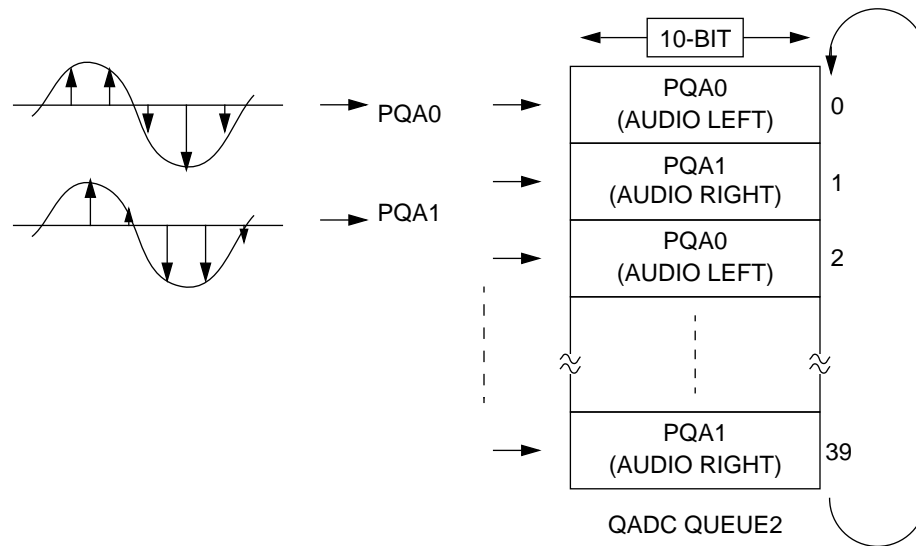 10-BIT
PQA0
PQA1
PQA0
(AUDIO LEFT)
0
PQA1
(AUDIO RIGHT)
1
PQA0
(AUDIO LEFT)
2
PQA1
(AUDIO RIGHT)
39
QADC QUEUE2